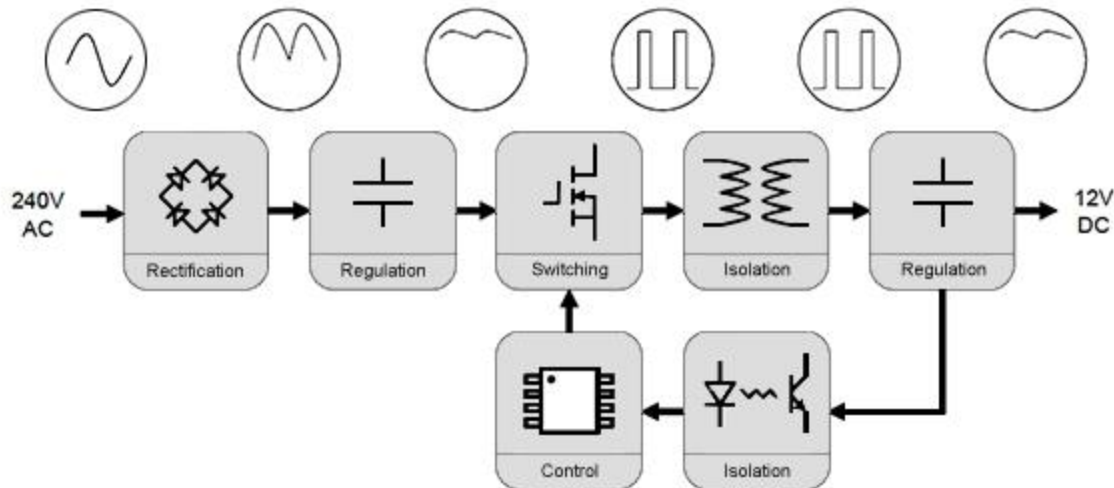 240V
AC
Rectification
Regulation
Switching
Isolation
Regulation
12V
DC
Control
Isolation